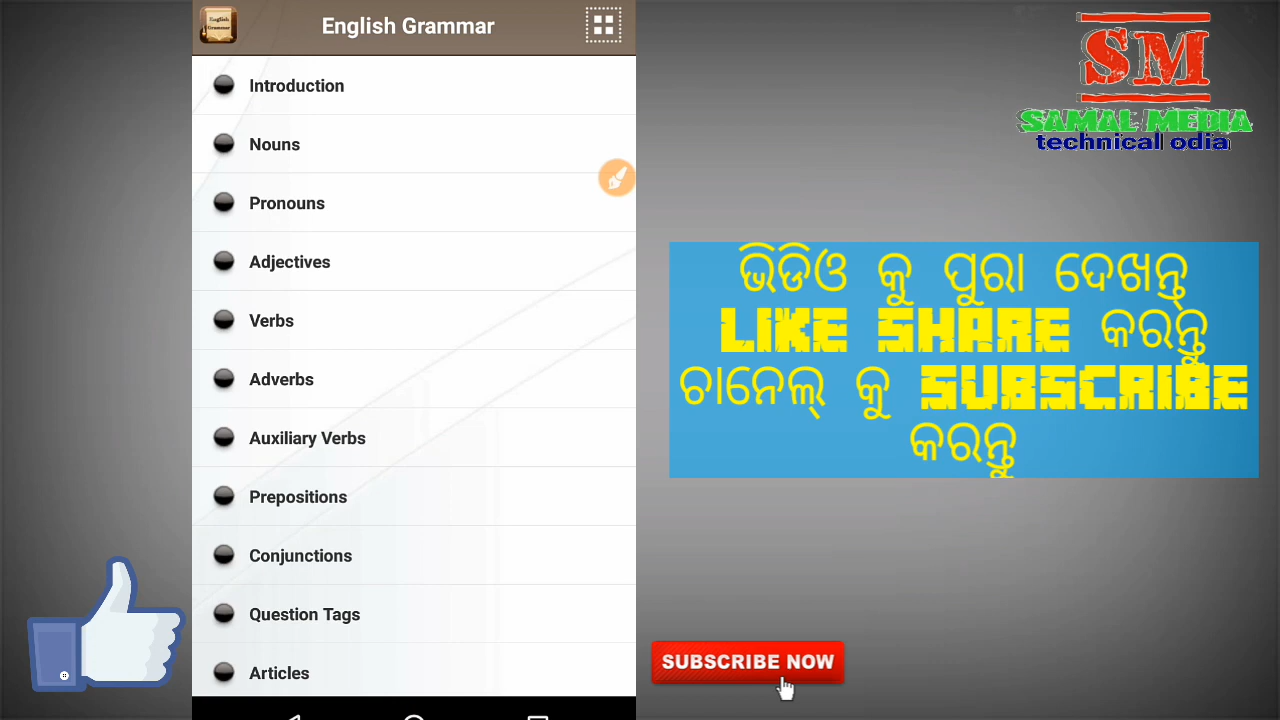 English Grammar
Introduction
Nouns
Pronouns
Adjectives
Verbs
Adverbs
Auxiliary Verbs
Prepositions
Conjunctions
Question Tags
Articles
SM
SAMAL MEDIA
technical odia
ଭିଡିଓ କୁ ପୁରା ଦେଖନ୍ତୁ
LIKE SHARE କରନ୍ତୁ
ଚାନେଲ୍ କୁ SUBSCRIBE
କରନ୍ତୁ
SUBSCRIBE NOW